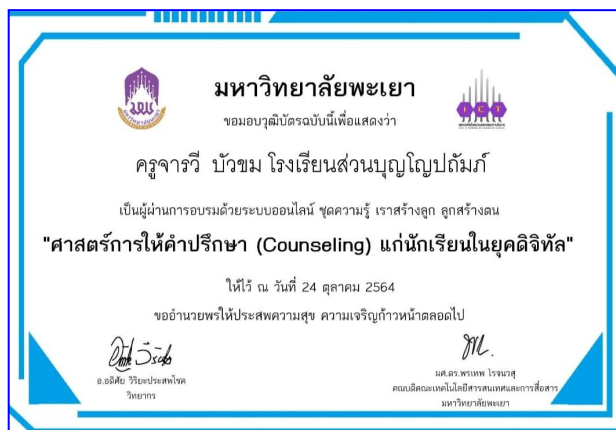 มหาวิทยาลัยพะเยา
ขอมอบวุฒิบัตรฉบับนี้เพื่อแสดงว่า
ครูจารวี บัวขม โรงเรียนส่วนบุญโญปถัมภ์
เป็นผู้ผ่านการอบรมด้วยระบบออนไลน์ ชุดความรู้ เราสร้างลูก ลูกสร้างตน
"ศาสตร์การให้คำปรึกษา (Counseling) แก่นักเรียนในยุคดิจิทัล"
ให้ไว้ ณ วันที่ 24 ตุลาคม 2564
ขออำนวยพรให้ประสพความสุข ความเจริญก้าวหน้าตลอดไป
อ.อดิศัย วิริยะประสพโชค
วิทยากร
ผศ.ดร.พรเทพ โรจนวสุ
คณบดีคณะเทคโนโลยีสารสนเทศและการสื่อสาร
มหาวิทยาลัยพะเยา
ICT